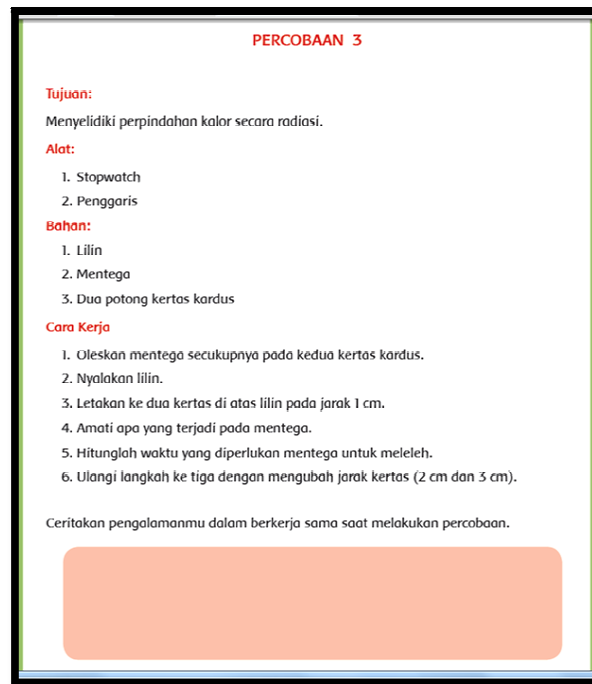 PERCOBAAN 3
Tujuan:
Menyelidiki perpindahan kalor secara radiasi.
Alat:
1. Stopwatch
2. Penggaris
Bahan:
1. Lilin
2. Mentega
3. Dua potong kertas kardus
Cara Kerja
1. Oleskan mentega secukupnya pada kedua kertas kardus.
2. Nyalakan lilin.
3. Letakan ke dua kertas di atas lilin pada jarak 1 cm.
4. Amati apa yang terjadi pada mentega.
5. Hitunglah waktu yang diperlukan mentega untuk meleleh.
6. Ulangi langkah ke tiga dengan mengubah jarak kertas (2 cm dan 3 cm).
Ceritakan pengalamanmu dalam berkerja sama saat melakukan percobaan.